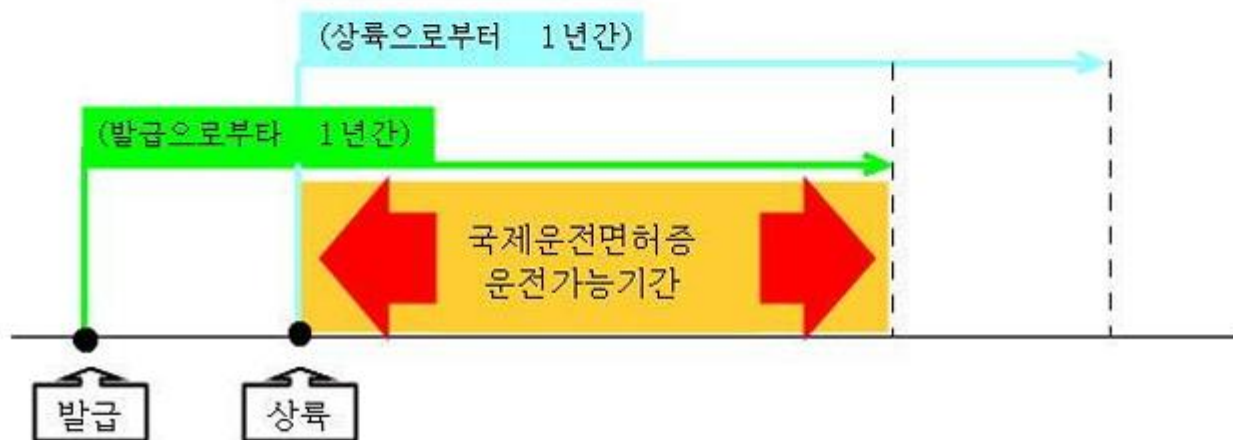 (상륙으로부터 1년간)
(발급으로부타 1년간)
국제운전면허증
운전가능기간
발급
상륙